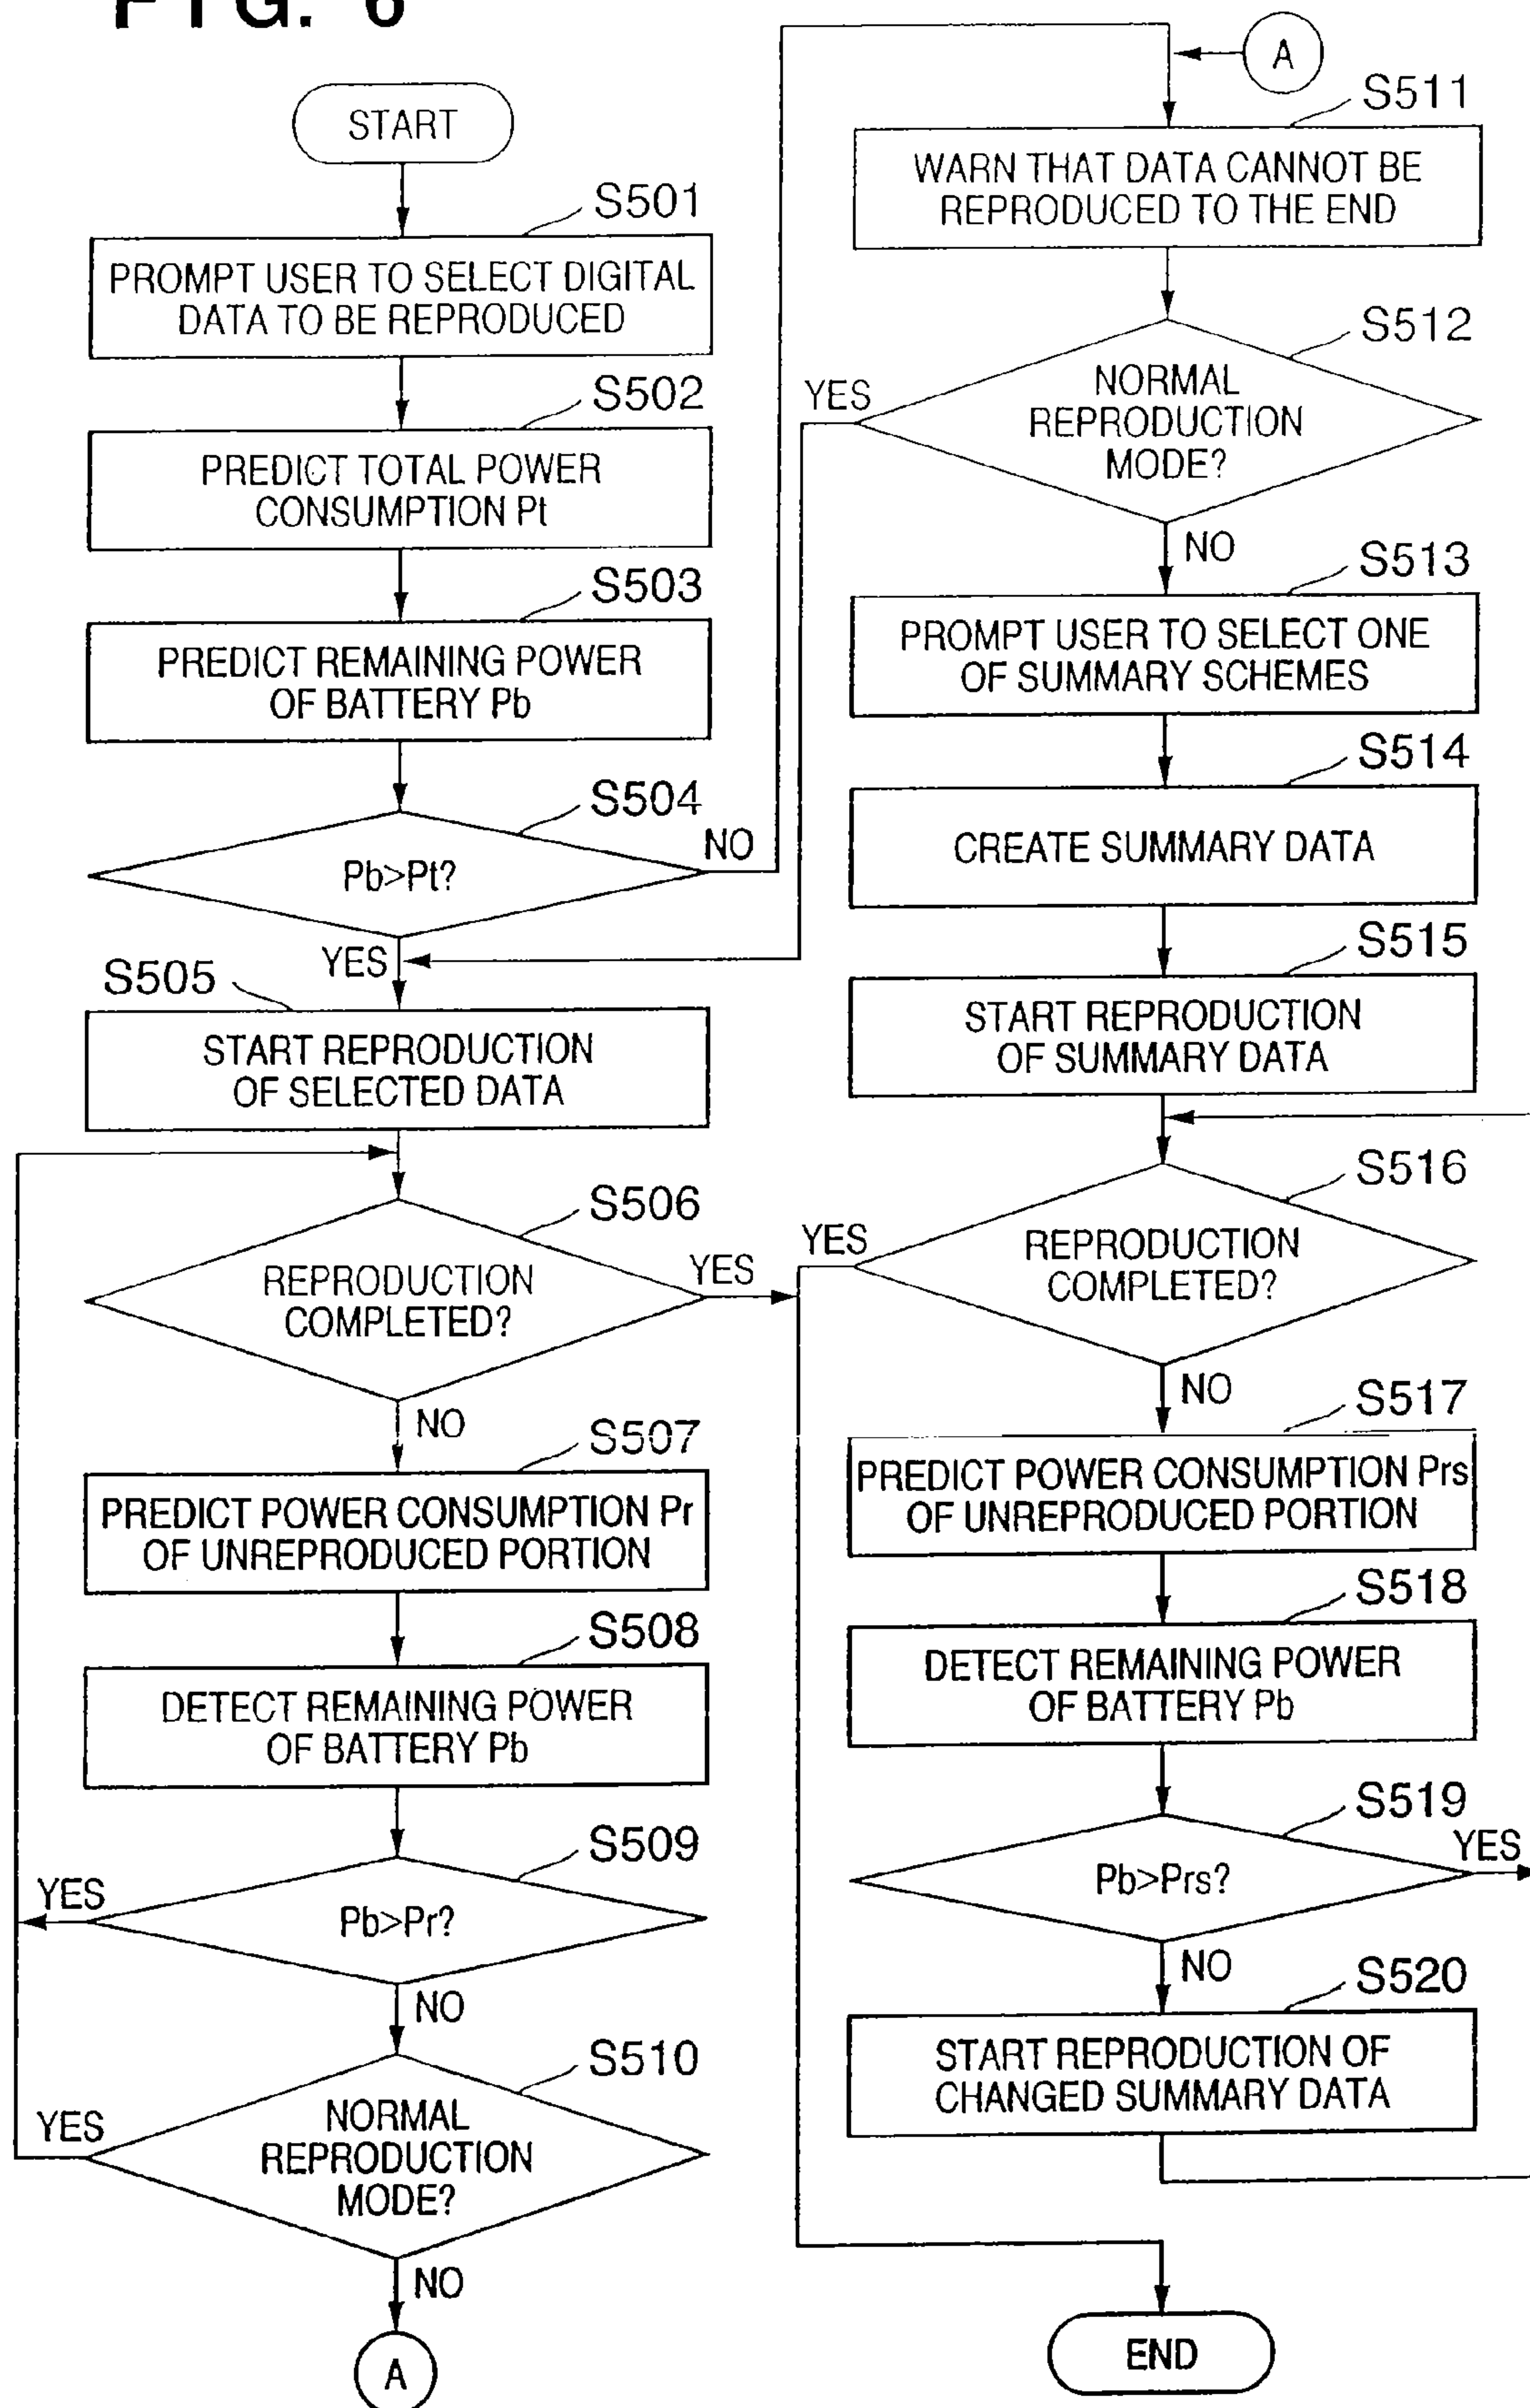 FIG. 6
START
S501
PROMPT USER TO SELECT DIGITAL
DATA TO BE REPRODUCED
S502
PREDICT TOTAL POWER
CONSUMPTION Pt
S503
PREDICT REMAINING POWER
OF BATTERY Pb
S504
Pb>Pt?
NO
YES
S505
START REPRODUCTION
OF SELECTED DATA
S506
REPRODUCTION
COMPLETED?
YES
NO
S507
PREDICT POWER CONSUMPTION Pr
OF UNREPRODUCED PORTION
S508
DETECT REMAINING POWER
OF BATTERY Pb
S509
YES
Pb>Pr?
NO
S510
YES
NORMAL
REPRODUCTION
MODE?
NO
A
A
S511
WARN THAT DATA CANNOT BE
REPRODUCED TO THE END
S512
YES
NORMAL
REPRODUCTION
MODE?
NO
S513
PROMPT USER TO SELECT ONE
OF SUMMARY SCHEMES
S514
CREATE SUMMARY DATA
S515
START REPRODUCTION
OF SUMMARY DATA
S516
YES
REPRODUCTION
COMPLETED?
NO
S517
PREDICT POWER CONSUMPTION Prs
OF UNREPRODUCED PORTION
S518
DETECT REMAINING POWER
OF BATTERY Pb
S519
YES
Pb>Prs?
NO
S520
START REPRODUCTION OF
CHANGED SUMMARY DATA
END